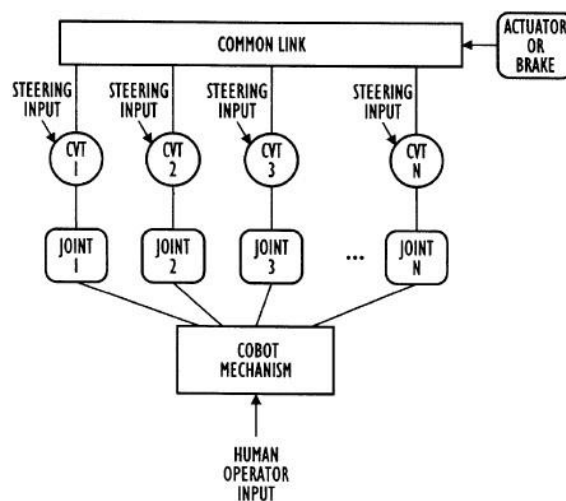 COMMON LINK
ACTUATOR
OR
BRAKE
STEERING
INPUT
STEERING
INPUT
STEERING
INPUT
STEERING
INPUT
CVT
1
CVT
2
CVT
3
CVT
N
JOINT
1
JOINT
2
JOINT
3
...
JOINT
N
COBOT
MECHANISM
HUMAN
OPERATOR
INPUT